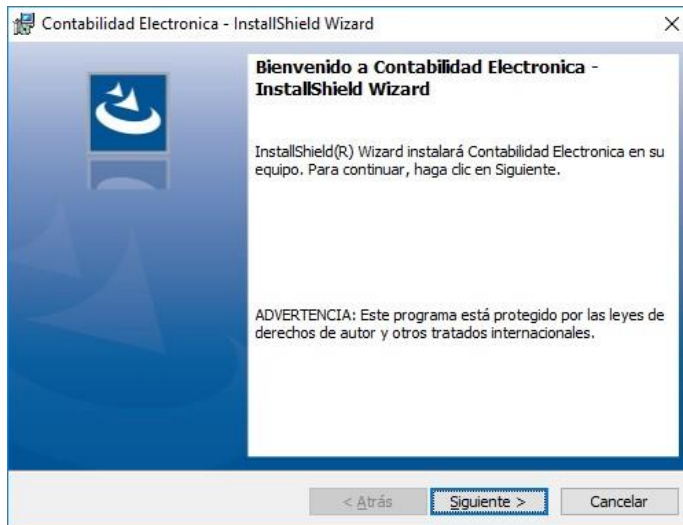 Contabilidad Electronica - InstallShield Wizard
Bienvenido a Contabilidad Electronica -
InstallShield Wizard
InstallShield(R) Wizard instalará Contabilidad Electronica en su
equipo. Para continuar, haga clic en Siguiente.
ADVERTENCIA: Este programa está protegido por las leyes de
derechos de autor y otros tratados internacionales.
< Atrás
Siguiente >
Cancelar